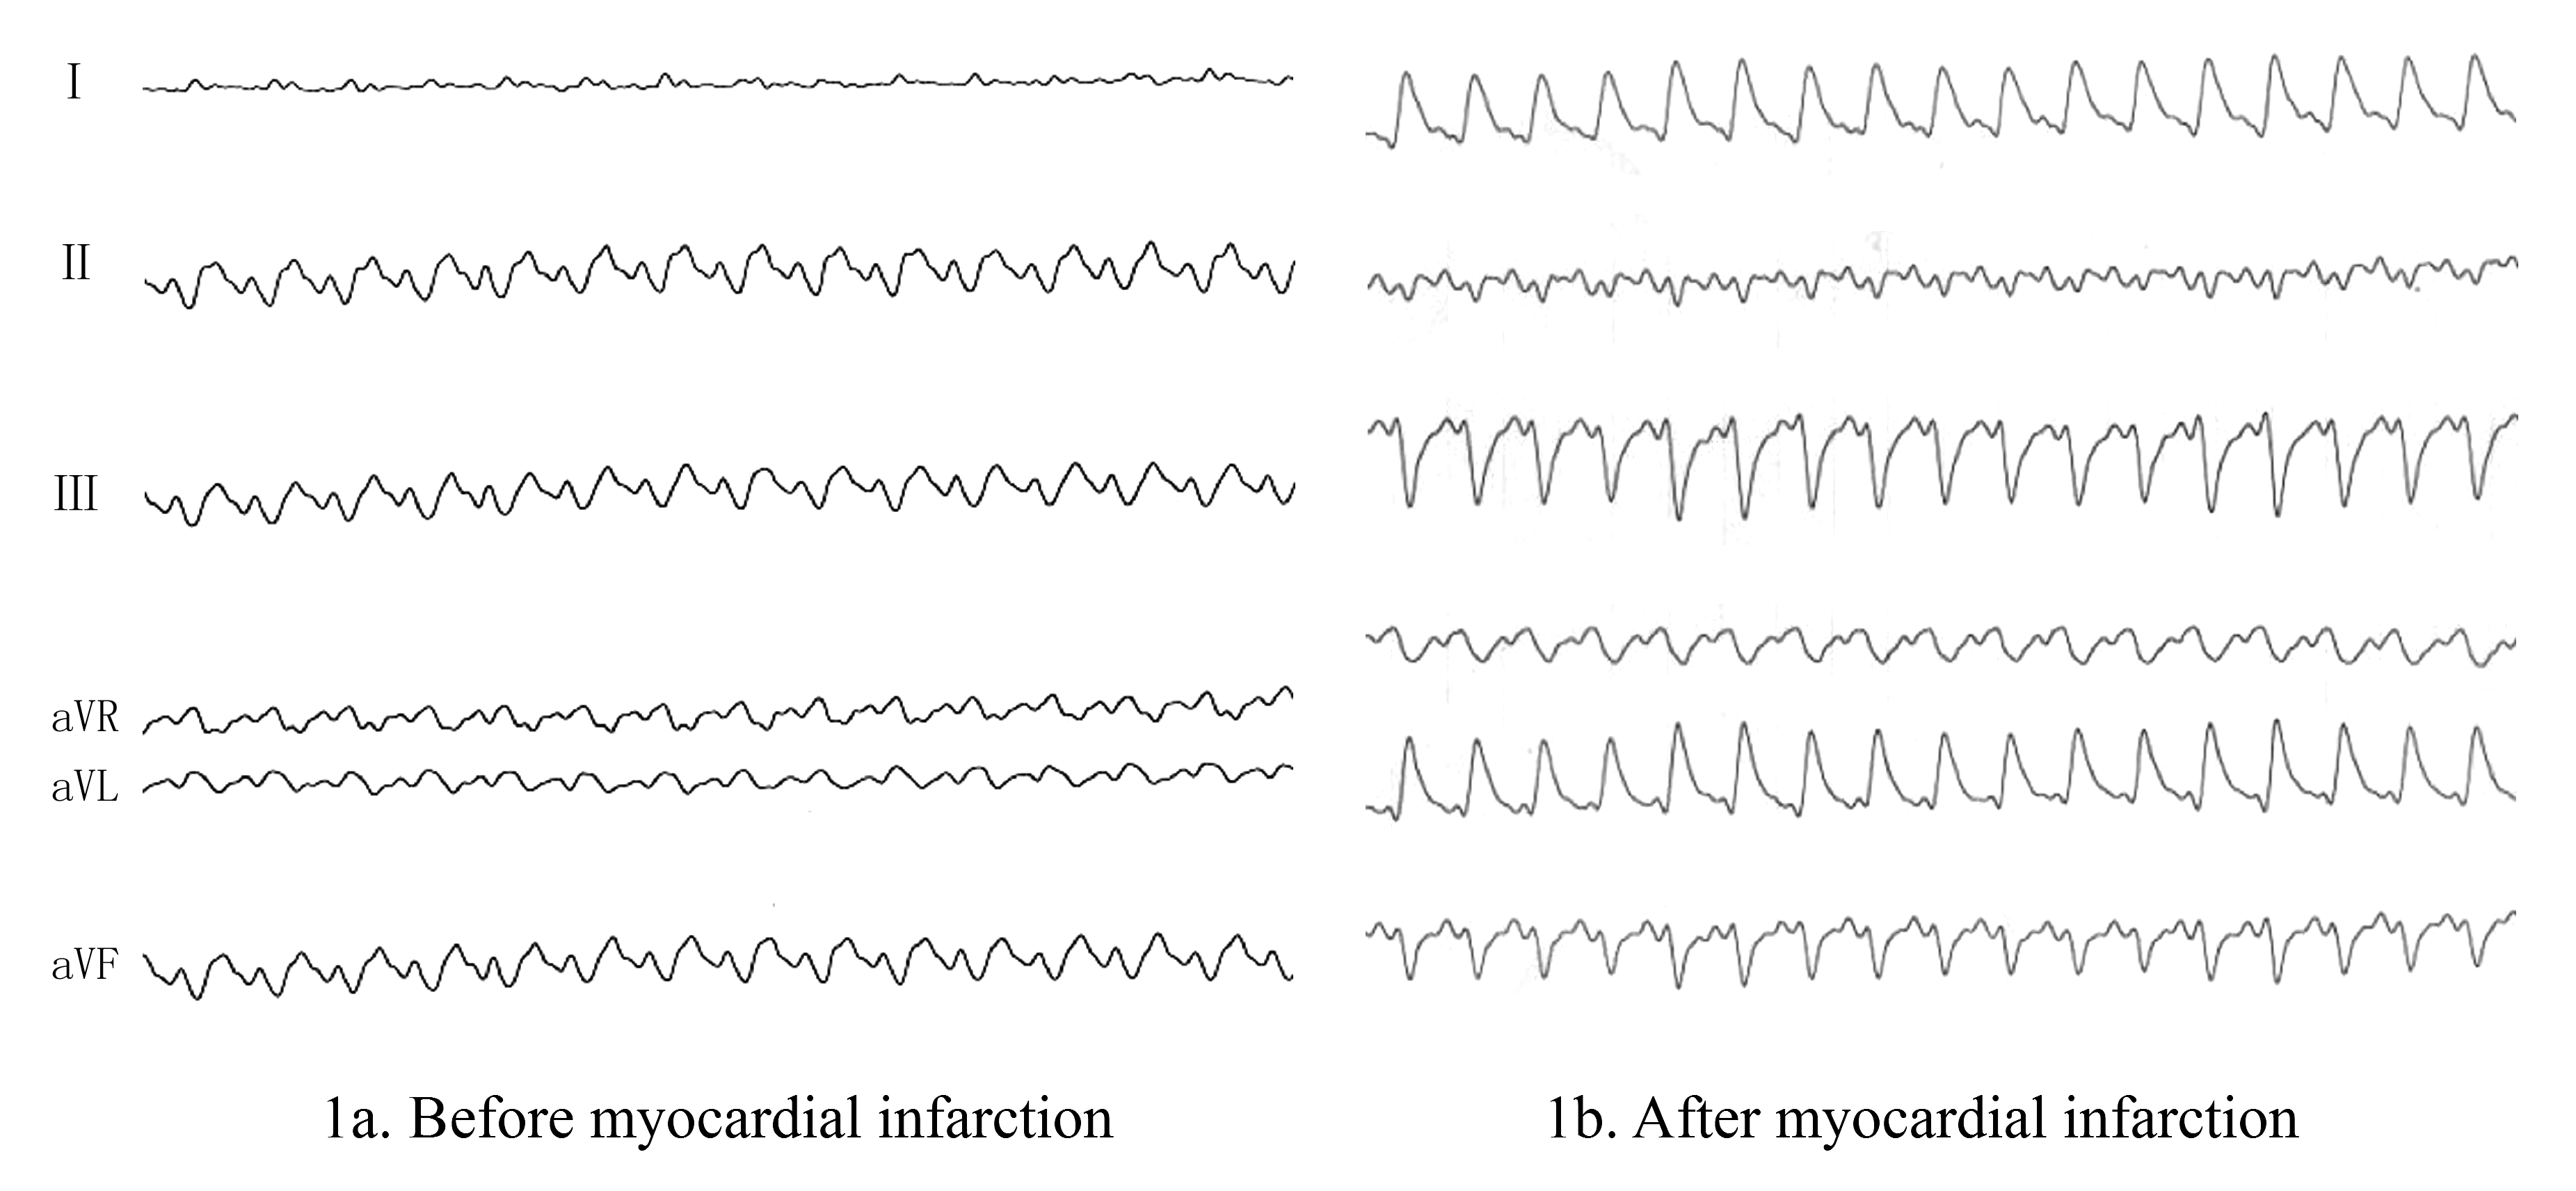 I
II
III
aVR
aVL
aVF
1a. Before myocardial infarction
1b. After myocardial infarction